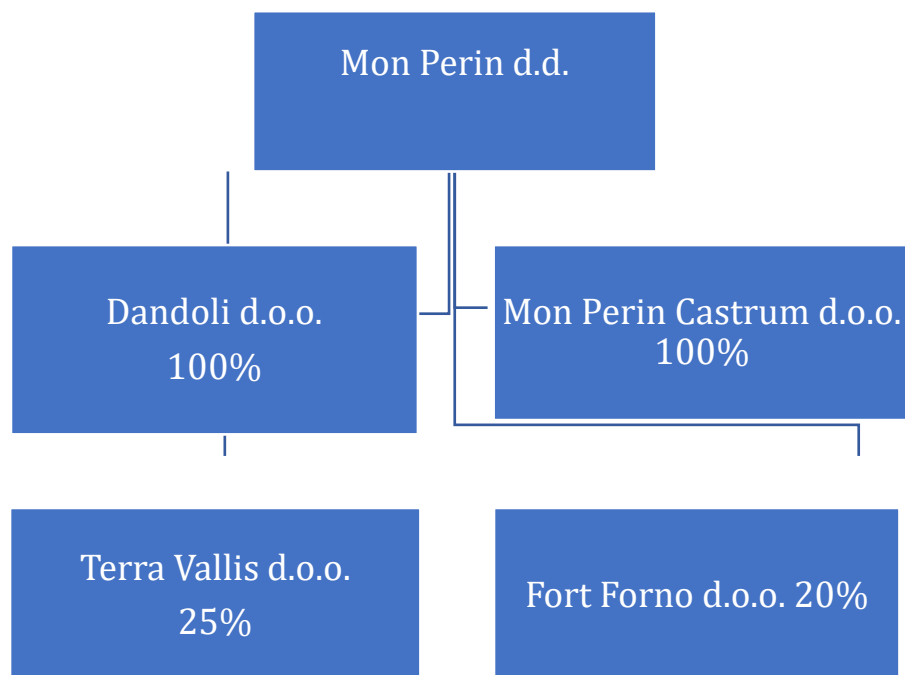 Mon Perin d.d.
Dandoli d.o.o.
100%
Mon Perin Castrum d.o.o.
100%
Terra Vallis d.o.o.
25%
Fort Forno d.o.o. 20%